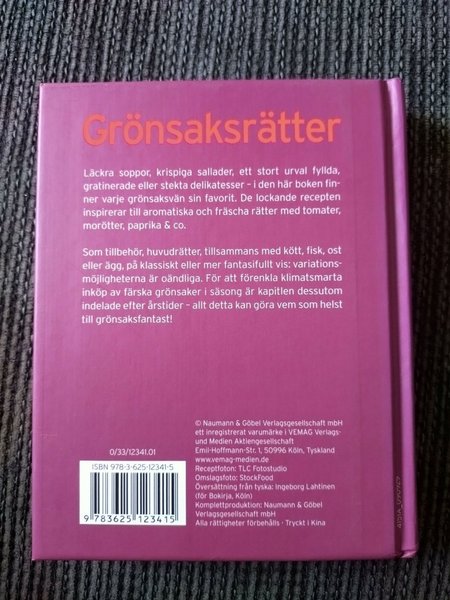 Grönsaksrätter
Läckra soppor, krispiga sallader, ett stort urval fyllda,
gratinerade eller stekta delikatesser – i den här boken fin-
ner varje grönsaksvän sin favorit. De lockande recepten
inspirerar till aromatiska och fräscha rätter med tomater,
morötter, paprika & co.
Som tillbehör, huvudrätter, tillsammans med kött, fisk, ost
eller ägg, på klassiskt eller mer fantasifullt vis: variations-
möjligheterna är oändliga. För att förenkla klimatsmarta
inköp av färska grönsaker i säsong är kapitlen dessutom
indelade efter årstider – allt detta kan göra vem som helst
till grönsaksfantast!
© Naumann & Göbel Verlagsgesellschaft mbH
ett inregistrerat varumärke i VEMAG Verlags-
und Medien Aktiengesellschaft
Emil-Hoffmann-Str. 1, 50996 Köln, Tyskland
www.vemag-medien.de
Receptfoton: TLC Fotostudio
Omslagsfoto: StockFood
Översättning från tyska: Ingeborg Lahtinen
(för Bokirja, Köln)
Komplettproduktion: Naumann & Göbel
Verlagsgesellschaft mbH
Alla rättigheter förbehålls · Tryckt i Kina
0/33/12341.01
ISBN 978-3-625-12341-5
9 783625 123415